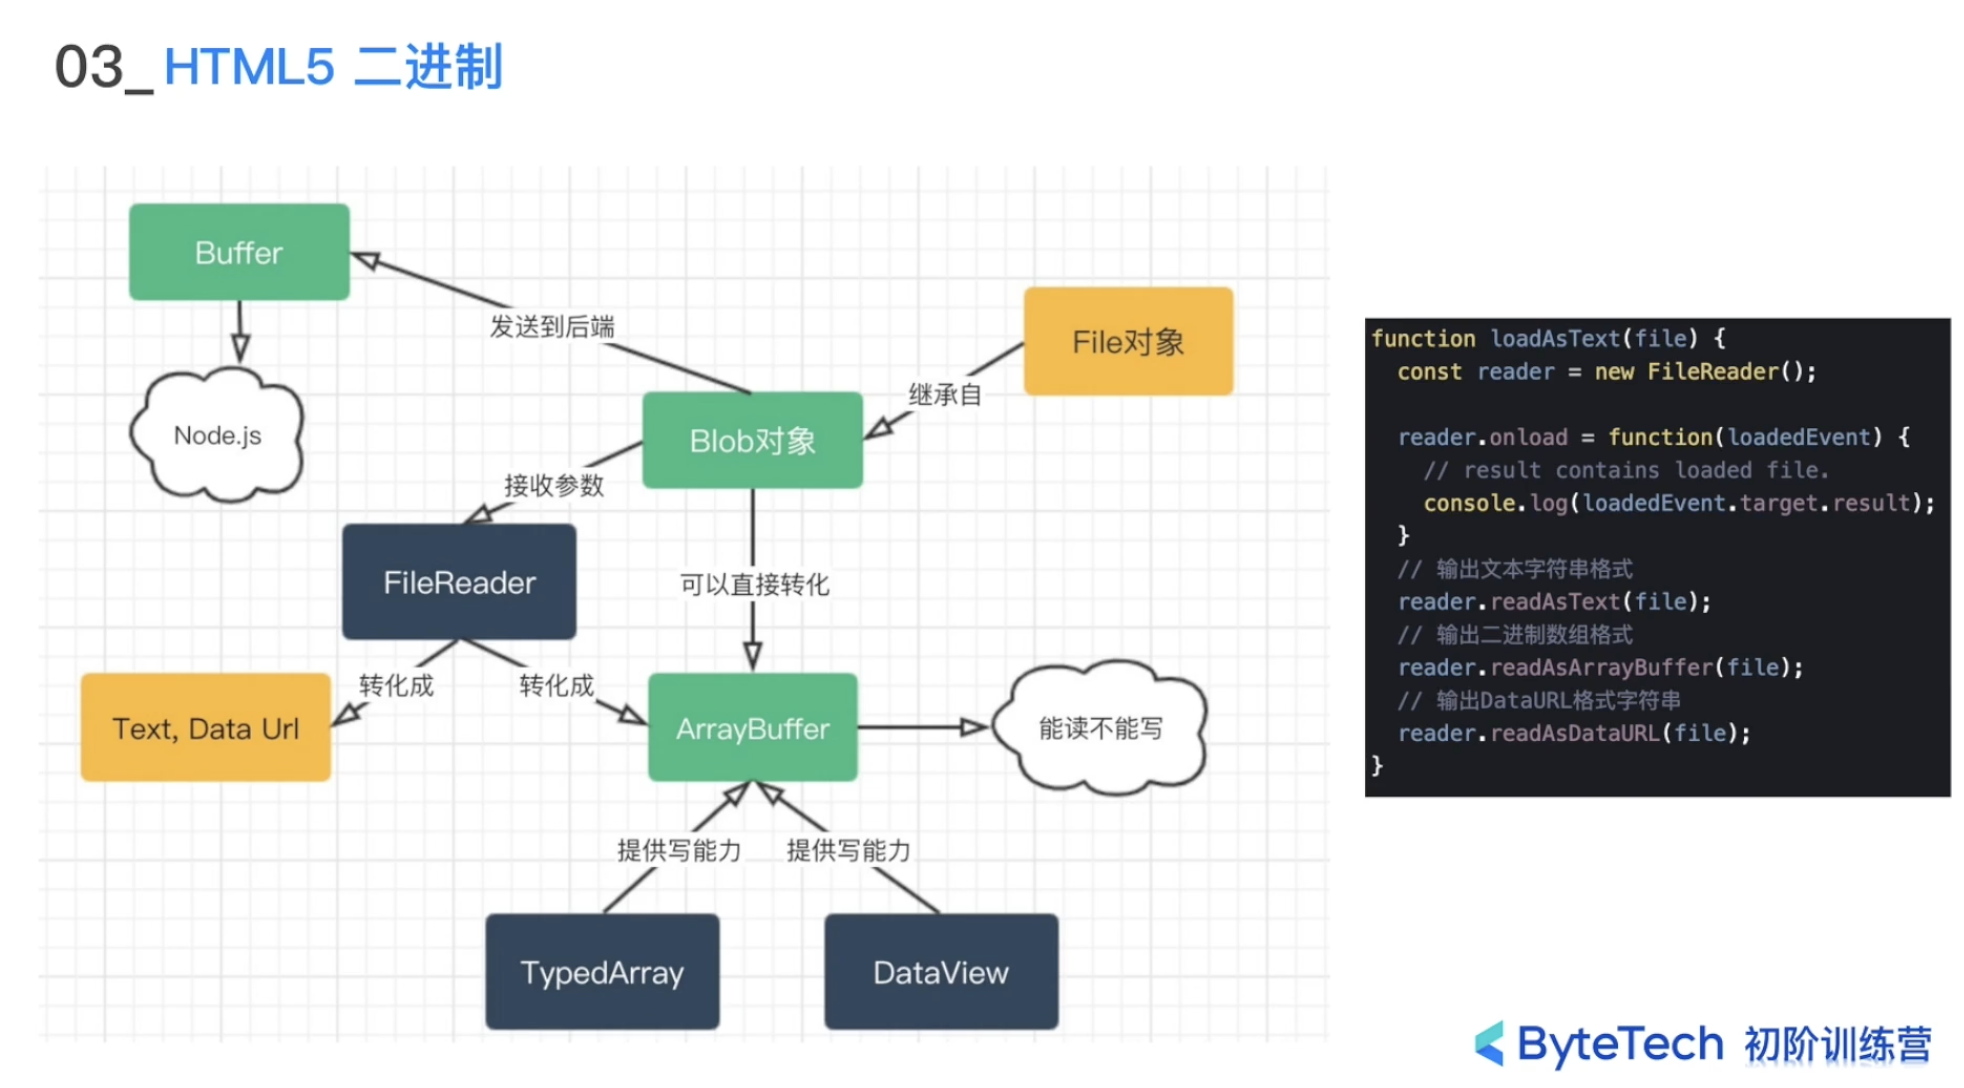 03_ HTML5 二进制
Buffer
发送到后端
File对象
继承自
Node.js
Blob对象
接收参数
FileReader
可以直接转化
转化成
转化成
Text, Data Url
ArrayBuffer
能读不能写
提供写能力
提供写能力
TypedArray
DataView
function loadAsText(file) {
const reader = new FileReader();
reader.onload = function(loadedEvent) {
// result contains loaded file.
console.log(loadedEvent.target.result);
}
// 输出文本字符串格式
reader.readAsText(file);
// 输出二进制数组格式
reader.readAsArrayBuffer(file);
// 输出DataURL格式字符串
reader.readAsDataURL(file);
}
ByteTech 初阶训练营